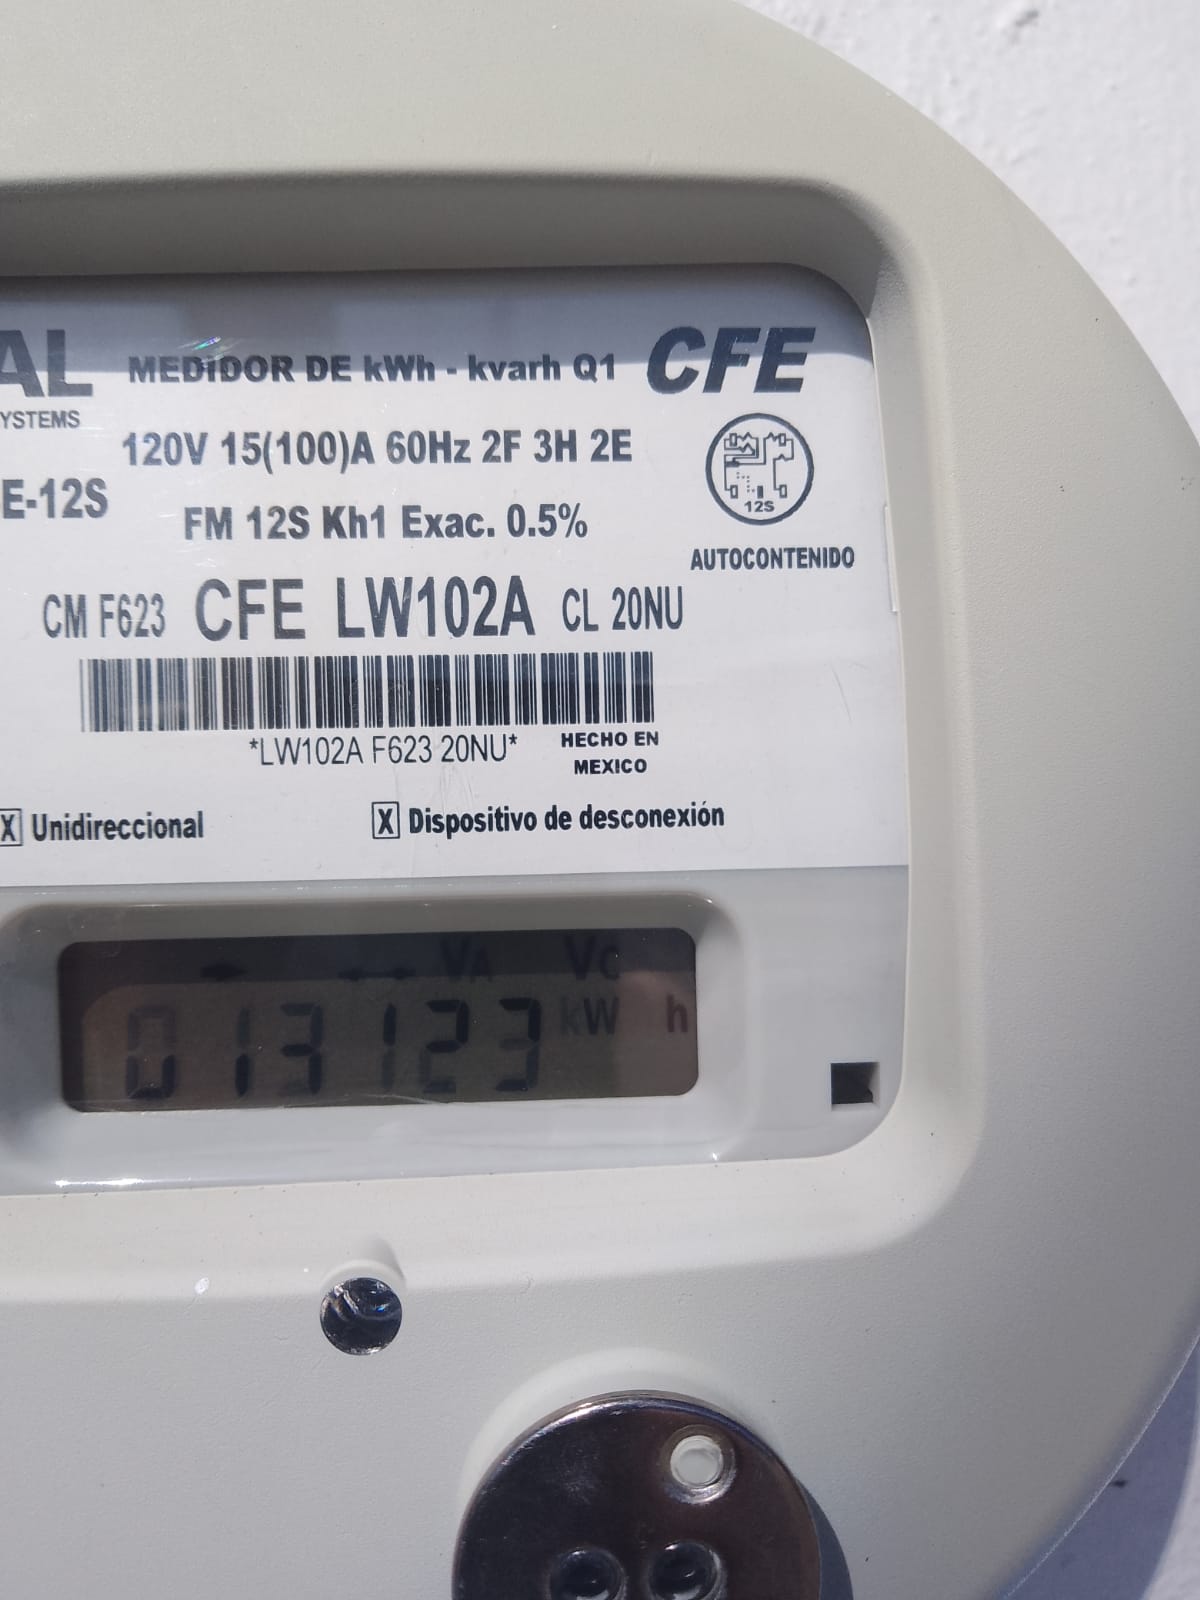 AL
YSTEMS
MEDIDOR DE kWh - kvarh Q1
CFE
120V 15(100)A 60Hz 2F 3H 2E
E-12S
FM 12S Kh1 Exac. 0.5%
12S
AUTOCONTENIDO
CM F623 CFE LW102A CL 20NU
*LW102A F623 20NU*
HECHO EN
MEXICO
X Unidireccional
X Dispositivo de desconexión
VA VC
013123 kW h